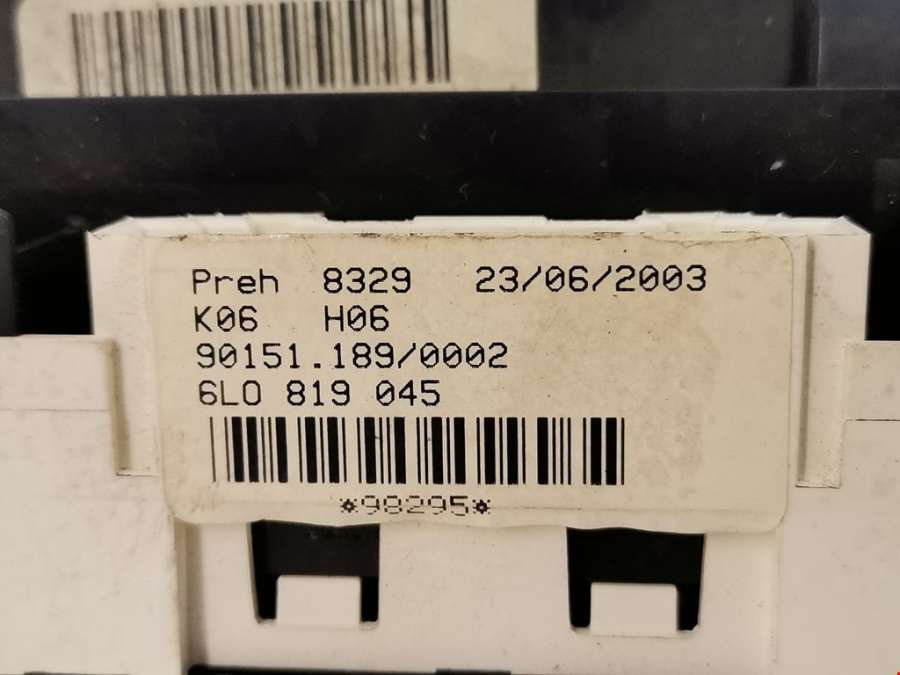 Preh 8329 23/06/2003
K06 H06
90151.189/0002
6L0 819 045
*98295*